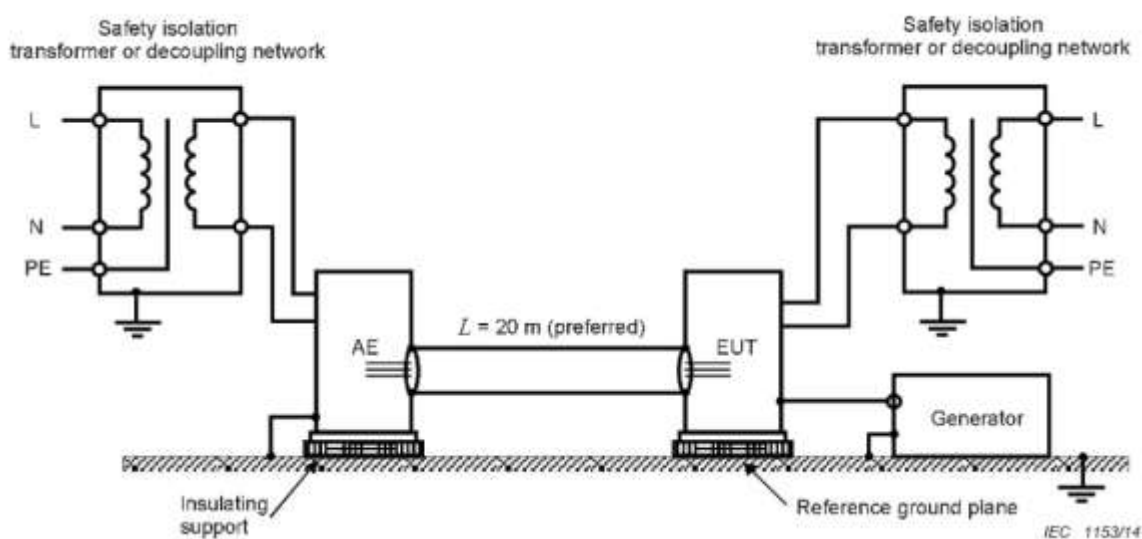 Safety isolation
transformer or decoupling network
Safety isolation
transformer or decoupling network
L
N
PE
L
N
PE
L = 20 m (preferred)
AE
EUT
Generator
Insulating
support
Reference ground plane
IEC 1153/14